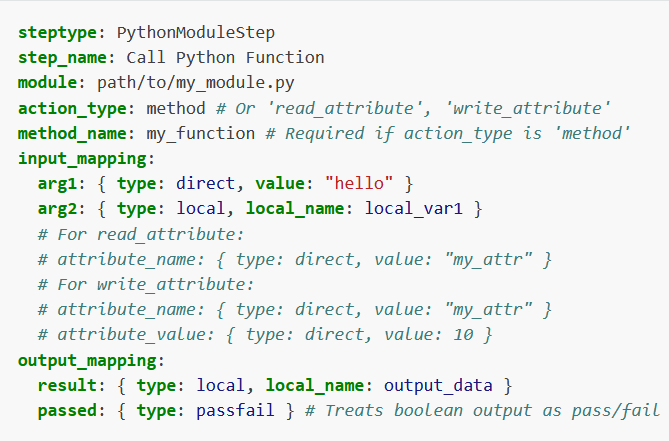 steptype: PythonModuleStep
step_name: Call Python Function
module: path/to/my_module.py
action_type: method # Or 'read_attribute', 'write_attribute'
method_name: my_function # Required if action_type is 'method'
input_mapping:
  arg1: { type: direct, value: "hello" }
  arg2: { type: local, local_name: local_var1 }
  # For read_attribute:
  # attribute_name: { type: direct, value: "my_attr" }
  # For write_attribute:
  # attribute_name: { type: direct, value: "my_attr" }
  # attribute_value: { type: direct, value: 10 }
output_mapping:
  result: { type: local, local_name: output_data }
  passed: { type: passfail } # Treats boolean output as pass/fail